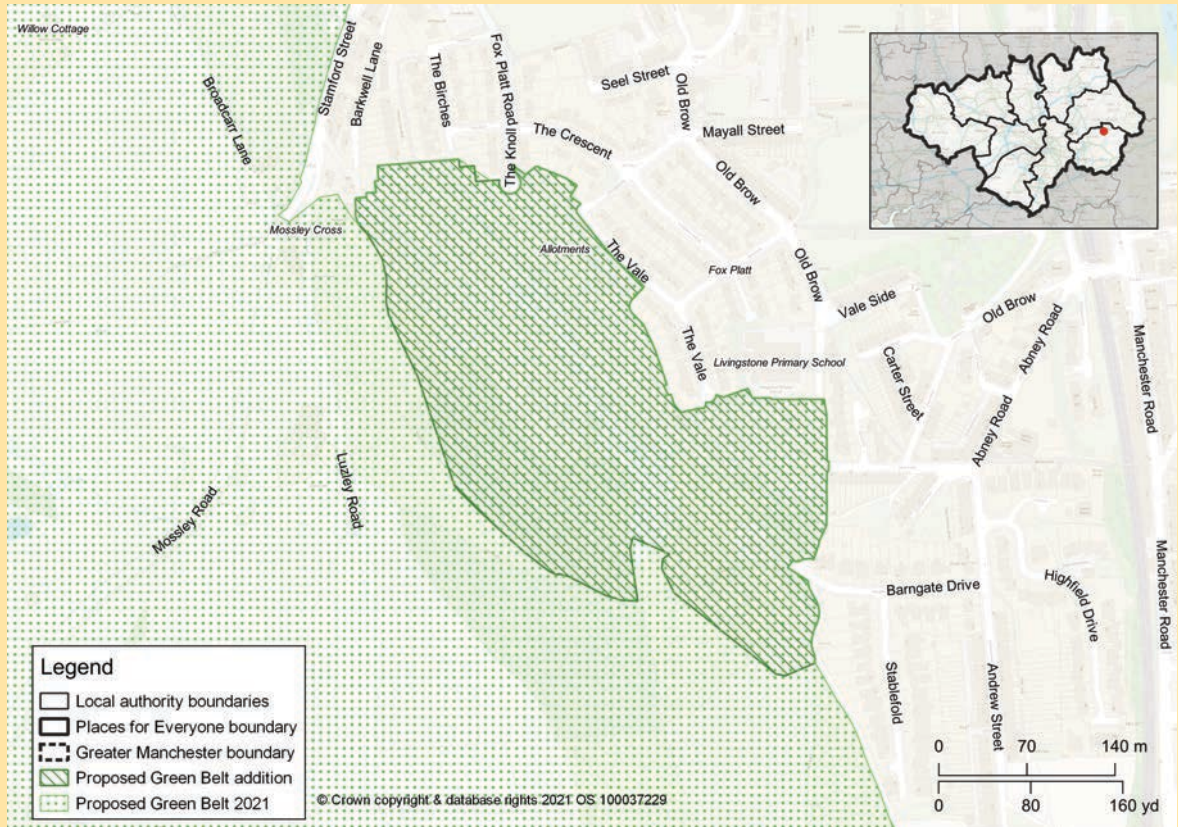 Willow Cottage
Broadcarr Lane
Stamford Street
Barkwell Lane
The Birches
Fox Platt Road
The Knoll
Seel Street
Old Brow
Mayall Street
The Crescent
Old Brow
Mossley Cross
Allotments
The Vale
Fox Platt
Old Brow
Vale Side
Old Brow
Abney Road
Manchester Road
The Vale
Livingstone Primary School
Carter Street
Abney Road
Luzley Road
Mossley Road
Manchester Road
Barngate Drive
Highfield Drive
Stablefold
Andrew Street
Legend
Local authority boundaries
Places for Everyone boundary
Greater Manchester boundary
Proposed Green Belt addition
Proposed Green Belt 2021
© Crown copyright & database rights 2021 OS 100037229
0 70 140 m
0 80 160 yd